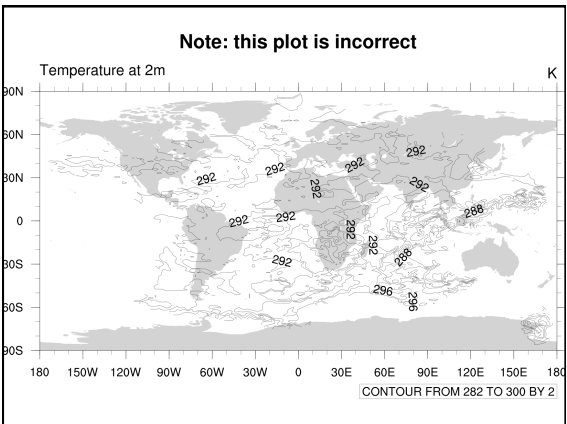 Note: this plot is incorrect
Temperature at 2m K
90N
60N
30N
0
30S
60S
90S
292
292
292
292
292
292
292
288
292
292
292
292
292
288
296
296
180 150W 120W 90W 60W 30W 0 30E 60E 90E 120E 150E 180
CONTOUR FROM 282 TO 300 BY 2